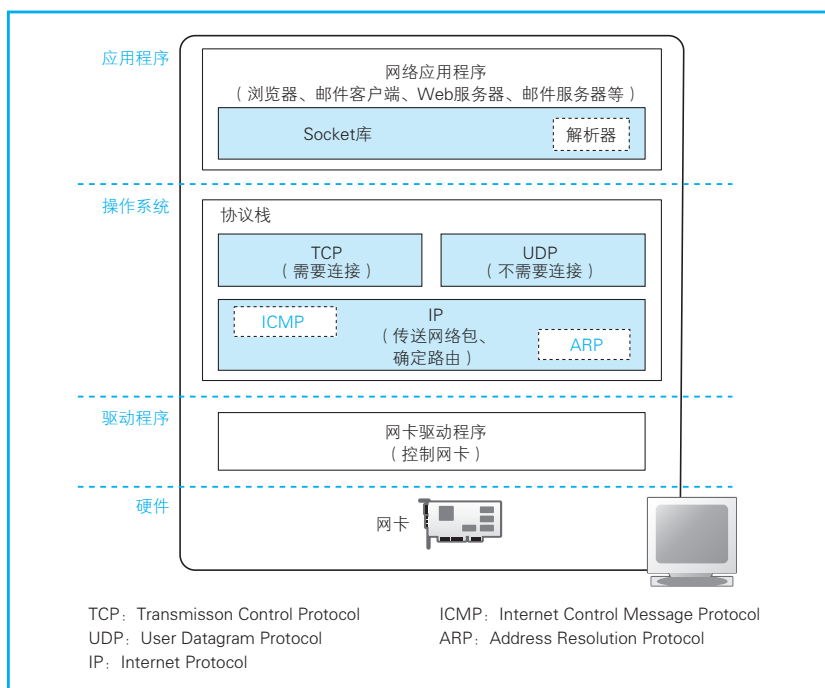 应用程序
网络应用程序
（浏览器、邮件客户端、Web服务器、邮件服务器等）
Socket库
解析器
操作系统
协议栈
TCP
（需要连接）
UDP
（不需要连接）
ICMP
IP
（传送网络包、
确定路由）
ARP
驱动程序
网卡驱动程序
（控制网卡）
硬件
网卡
TCP：Transmisson Control Protocol
UDP：User Datagram Protocol
IP：Internet Protocol
ICMP：Internet Control Message Protocol
ARP：Address Resolution Protocol